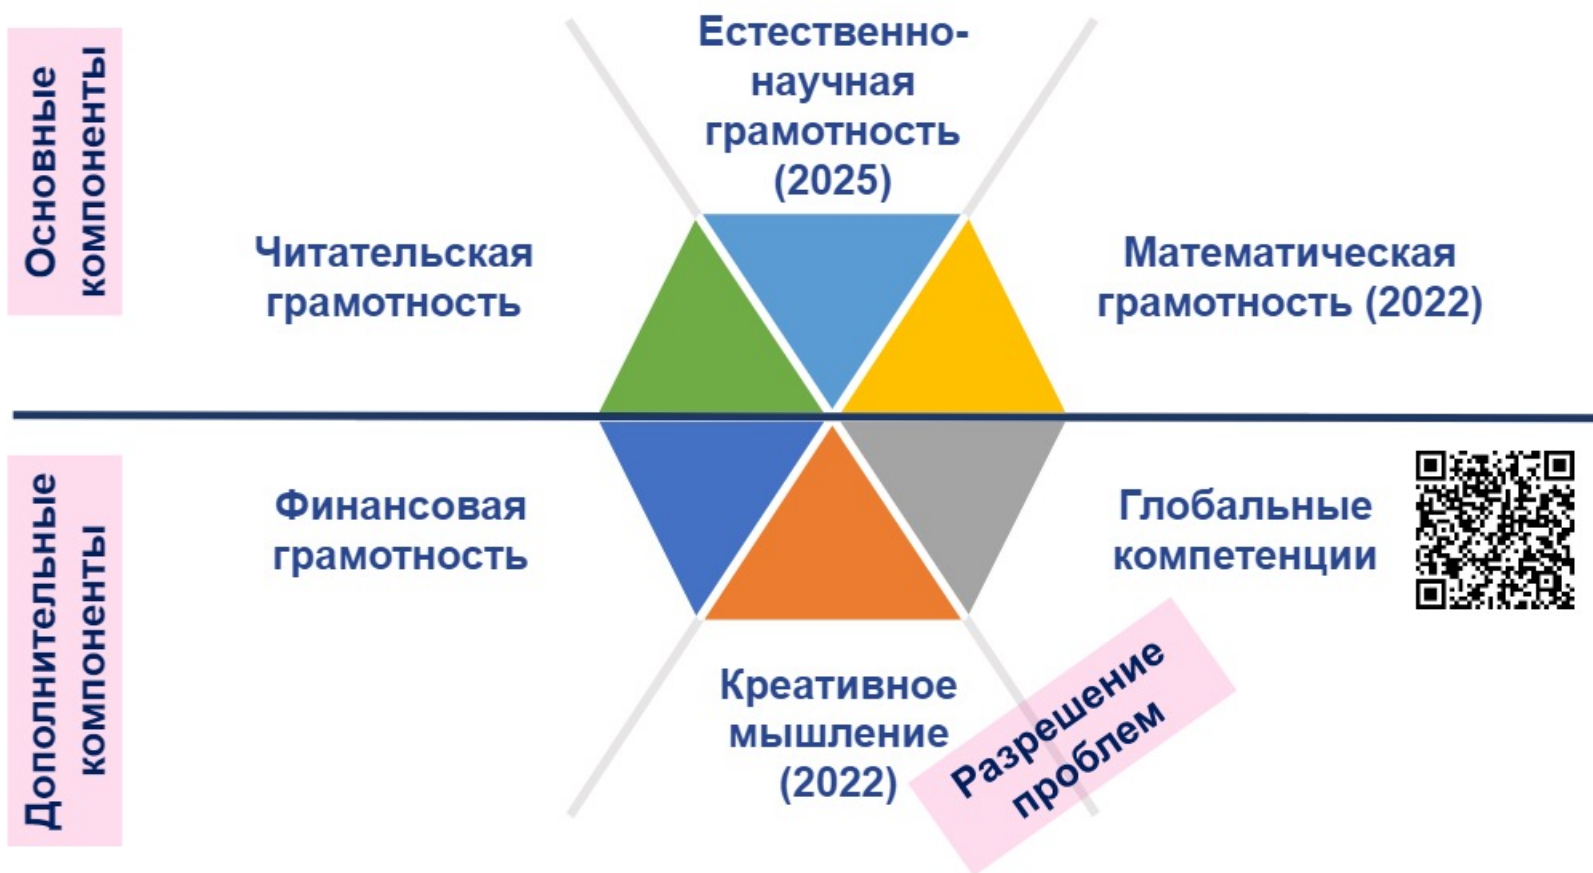 Основные
компоненты
Естественно-
научная
грамотность
(2025)
Читательская
грамотность
Математическая
грамотность (2022)
Дополнительные
компоненты
Финансовая
грамотность
Глобальные
компетенции
Креативное
мышление
(2022)
Разрешение
проблем